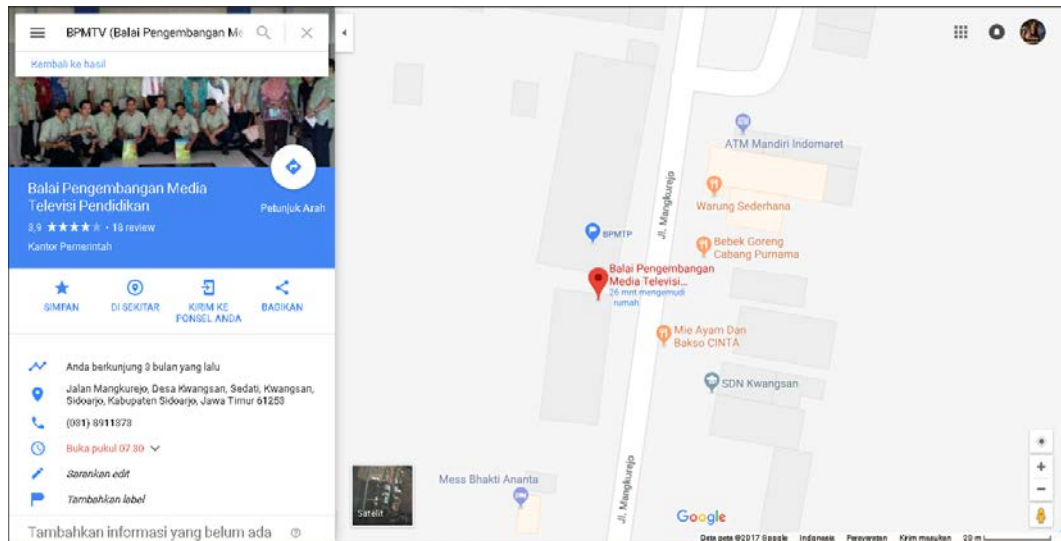 BPMTV (Balai Pengembangan Me
Kembali ke hasil
Balai Pengembangan Media
Televisi Pendidikan
3,9 ★★★★★ · 18 review
Kantor Pemerintah
Petunjuk Arah
SIMPAN
DI SEKITAR
KIRIM KE
PONSEL ANDA
BAGIKAN
Anda berkunjung 3 bulan yang lalu
Jalan Mangkurejo, Desa Kwangsan, Sedati, Kwangsan,
Sidoarjo, Kabupaten Sidoarjo, Jawa Timur 61253
(031) 8911373
Buka pukul 07.30
Sarankan edit
Tambahkan label
Tambahkan informasi yang belum ada
ATM Mandiri Indomaret
Warung Sederhana
Jl. Mangkurejo
BPMTP
Bebek Goreng
Cabang Purnama
Balai Pengembangan
Media Televisi...
26 mnt mengemudi
rumah
Mie Ayam Dan
Bakso CINTA
SDN Kwangsan
Mess Bhakti Ananta
Jl. Mangkurejo
Satelit
Google
Data peta ©2017 Google Indonesia Persyaratan Kirim masukan 20 m